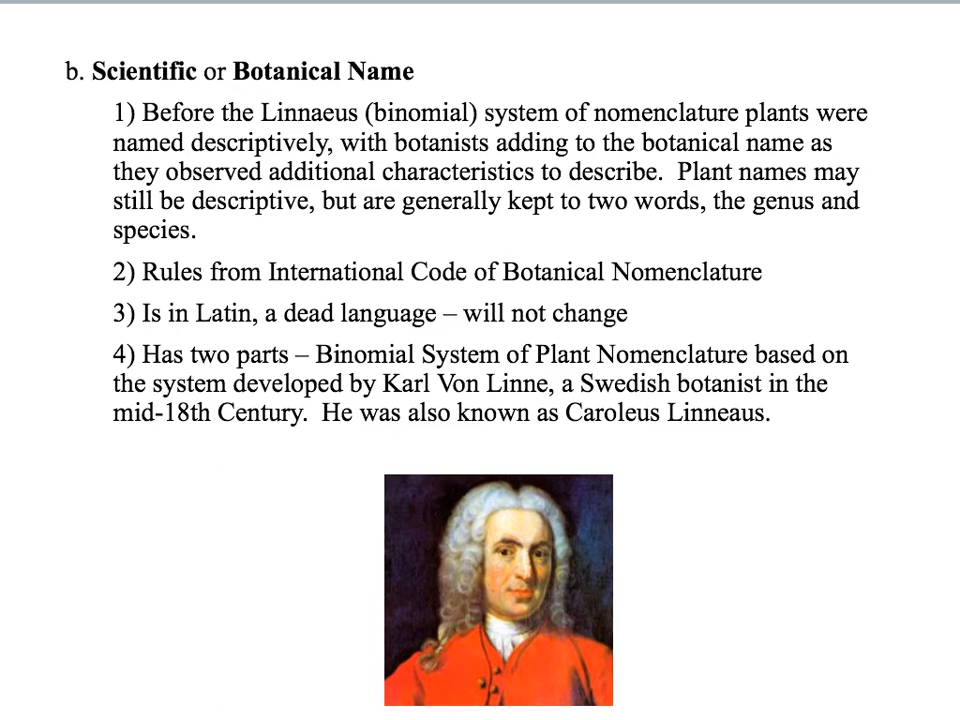 b. Scientific or Botanical Name
1) Before the Linnaeus (binomial) system of nomenclature plants were
named descriptively, with botanists adding to the botanical name as
they observed additional characteristics to describe.  Plant names may
still be descriptive, but are generally kept to two words, the genus and
species.
2) Rules from International Code of Botanical Nomenclature
3) Is in Latin, a dead language – will not change
4) Has two parts – Binomial System of Plant Nomenclature based on
the system developed by Karl Von Linne, a Swedish botanist in the
mid-18th Century.  He was also known as Caroleus Linneaus.